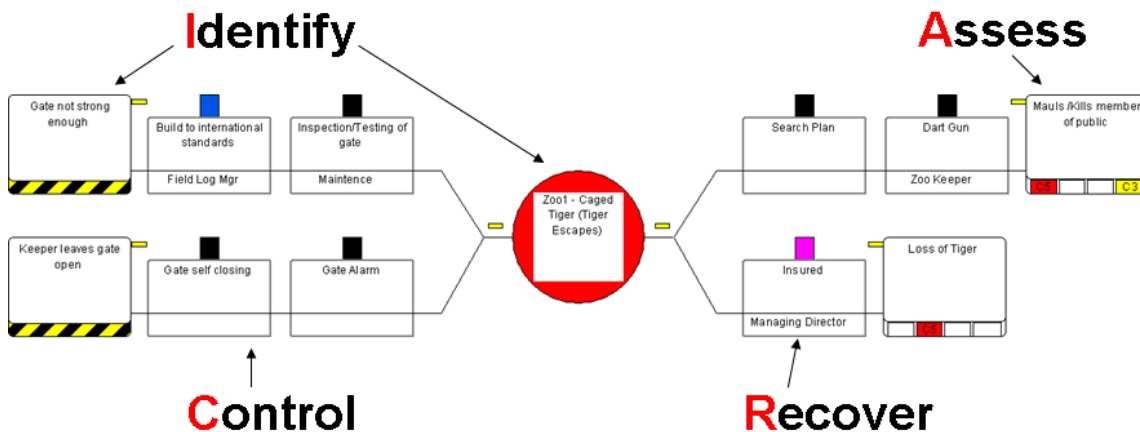 Identify
Assess
Gate not strong
enough
Build to international
standards
Field Log Mgr
Inspection/Testing of
gate
Maintence
Zoo1 - Caged
Tiger (Tiger
Escapes)
Search Plan
Dart Gun
Zoo Keeper
Mauls /Kills member
of public
C5
C3
Keeper leaves gate
open
Gate self closing
Gate Alarm
Insured
Managing Director
Loss of Tiger
C5
Control
Recover